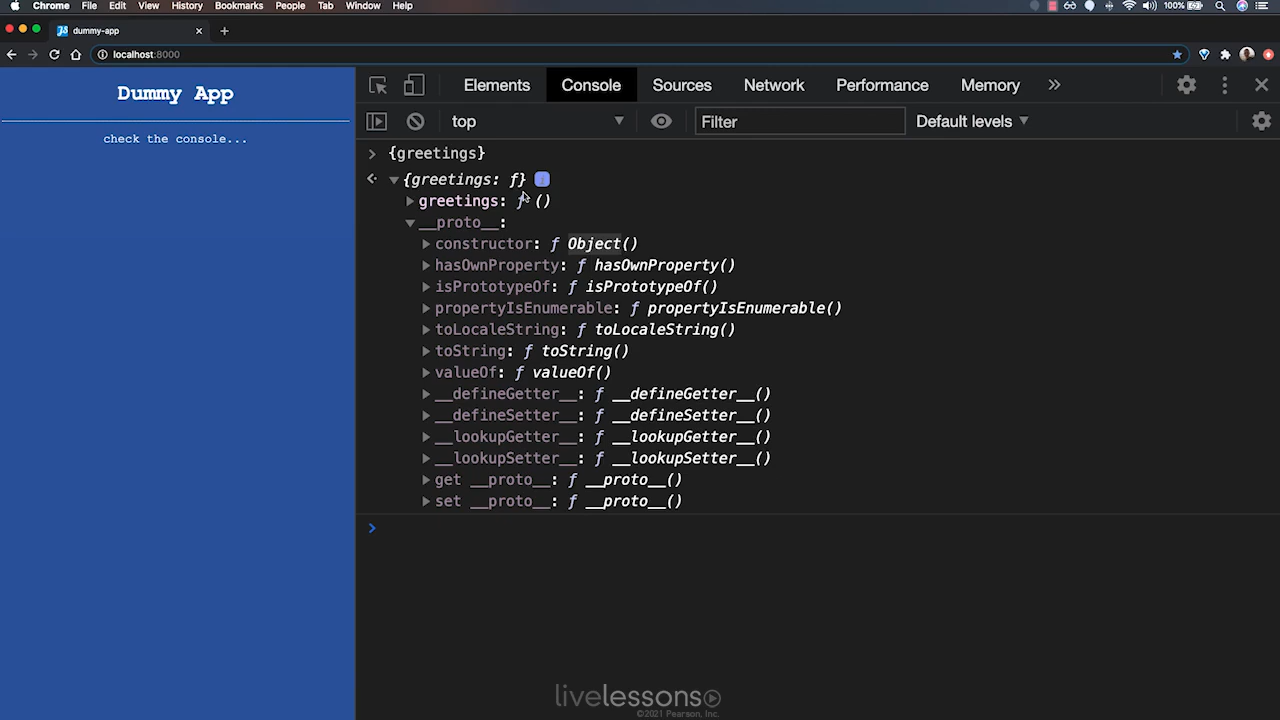 Chrome File Edit View History Bookmarks People Tab Window Help 100%
dummy-app
localhost:8000
Dummy App
check the console...
Elements Console Sources Network Performance Memory »
top Filter Default levels
{greetings}
{greetings: ƒ}
greetings: ƒ ()
__proto__:
constructor: ƒ Object()
hasOwnProperty: ƒ hasOwnProperty()
isPrototypeOf: ƒ isPrototypeOf()
propertyIsEnumerable: ƒ propertyIsEnumerable()
toLocaleString: ƒ toLocaleString()
toString: ƒ toString()
valueOf: ƒ valueOf()
__defineGetter__: ƒ __defineGetter__()
__defineSetter__: ƒ __defineSetter__()
__lookupGetter__: ƒ __lookupGetter__()
__lookupSetter__: ƒ __lookupSetter__()
get __proto__: ƒ __proto__()
set __proto__: ƒ __proto__()
livelessons
©2021 Pearson, Inc.